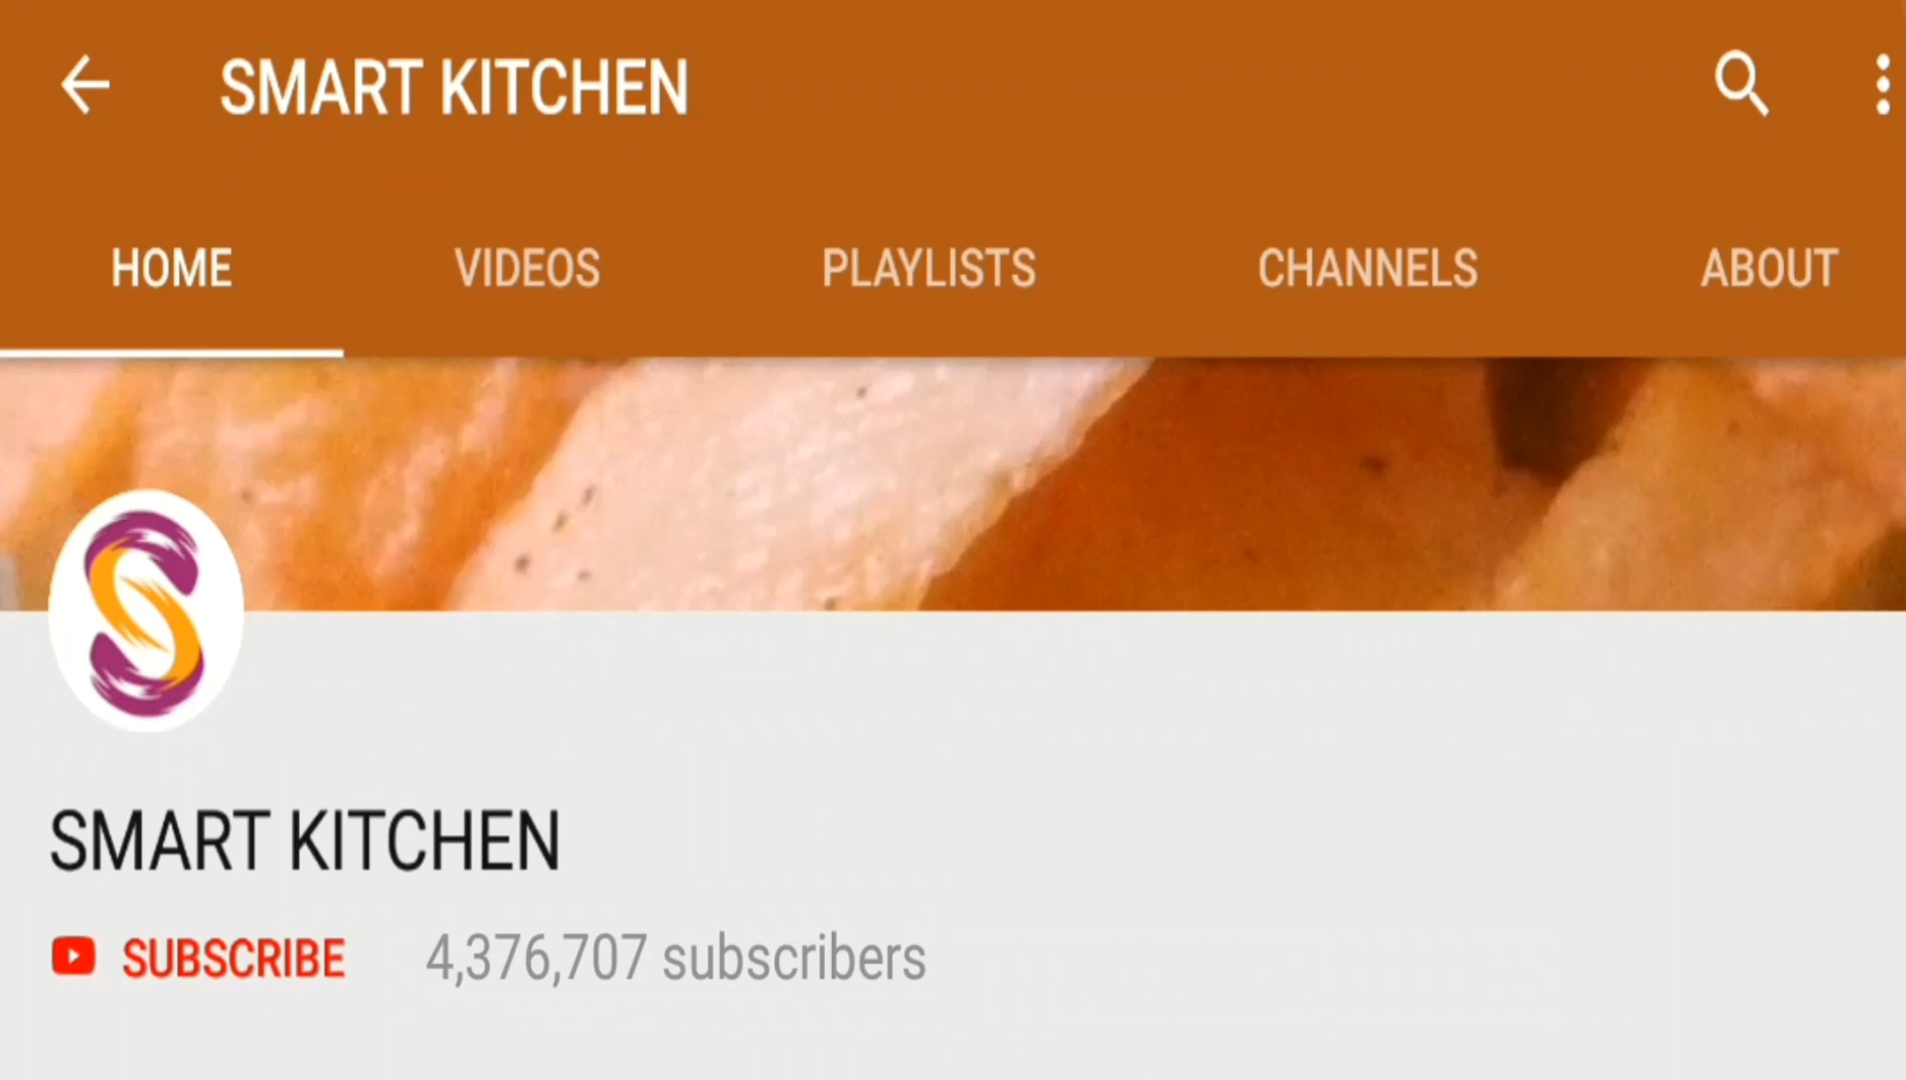 SMART KITCHEN
HOME VIDEOS PLAYLISTS CHANNELS ABOUT
SMART KITCHEN
SUBSCRIBE 4,376,707 subscribers